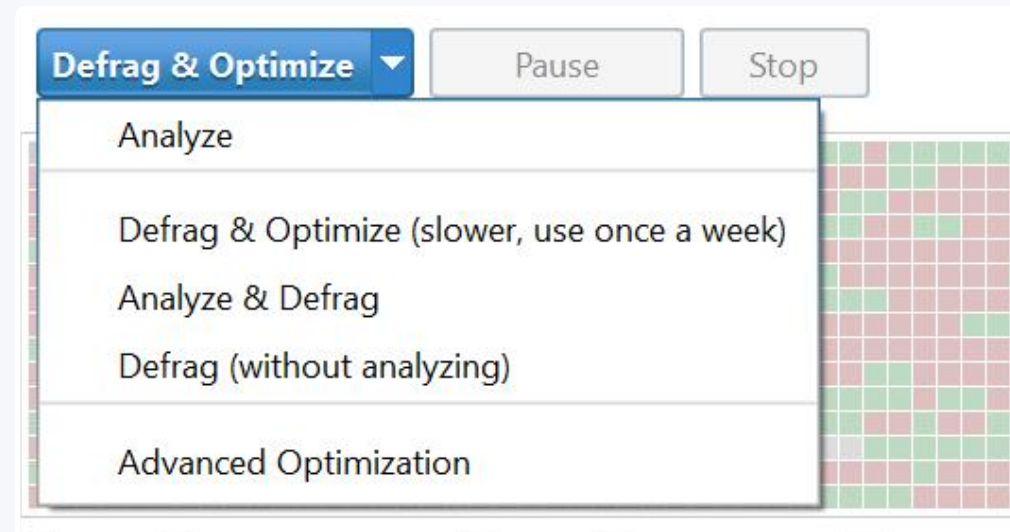 Defrag & Optimize Pause Stop
Analyze
Defrag & Optimize (slower, use once a week)
Analyze & Defrag
Defrag (without analyzing)
Advanced Optimization